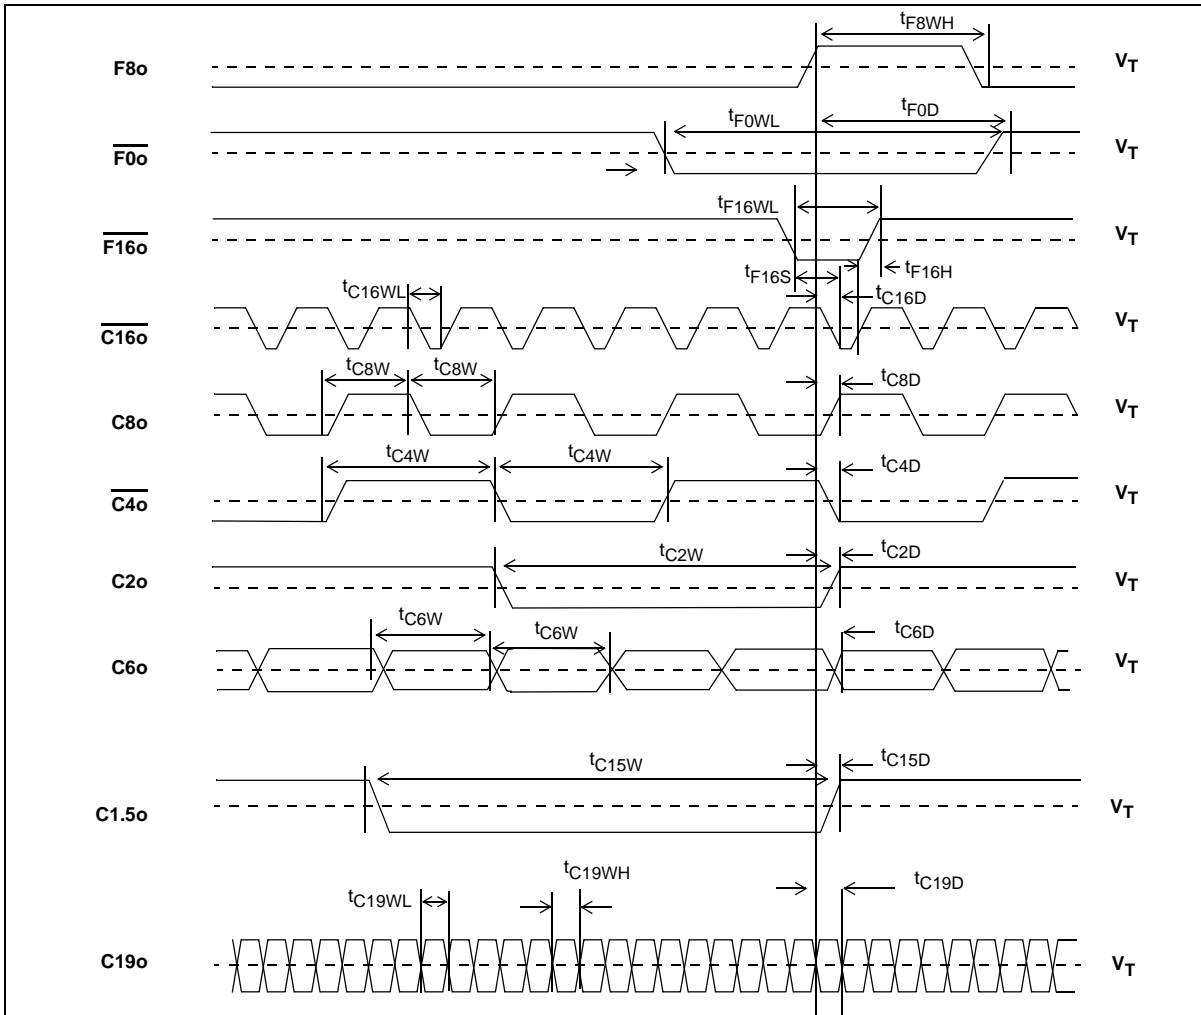 tF8WH
F8o VT
tF0WL tF0D
F0o VT
tF16WL
F16o VT
tF16S tF16H
tC16WL tC16D
C16o VT
tC8W tC8W tC8D
C8o VT
tC4W tC4W tC4D
C4o VT
tC2W tC2D
C2o VT
tC6W tC6W tC6D
C6o VT
tC15W tC15D
C1.5o VT
tC19WL tC19WH tC19D
C19o VT